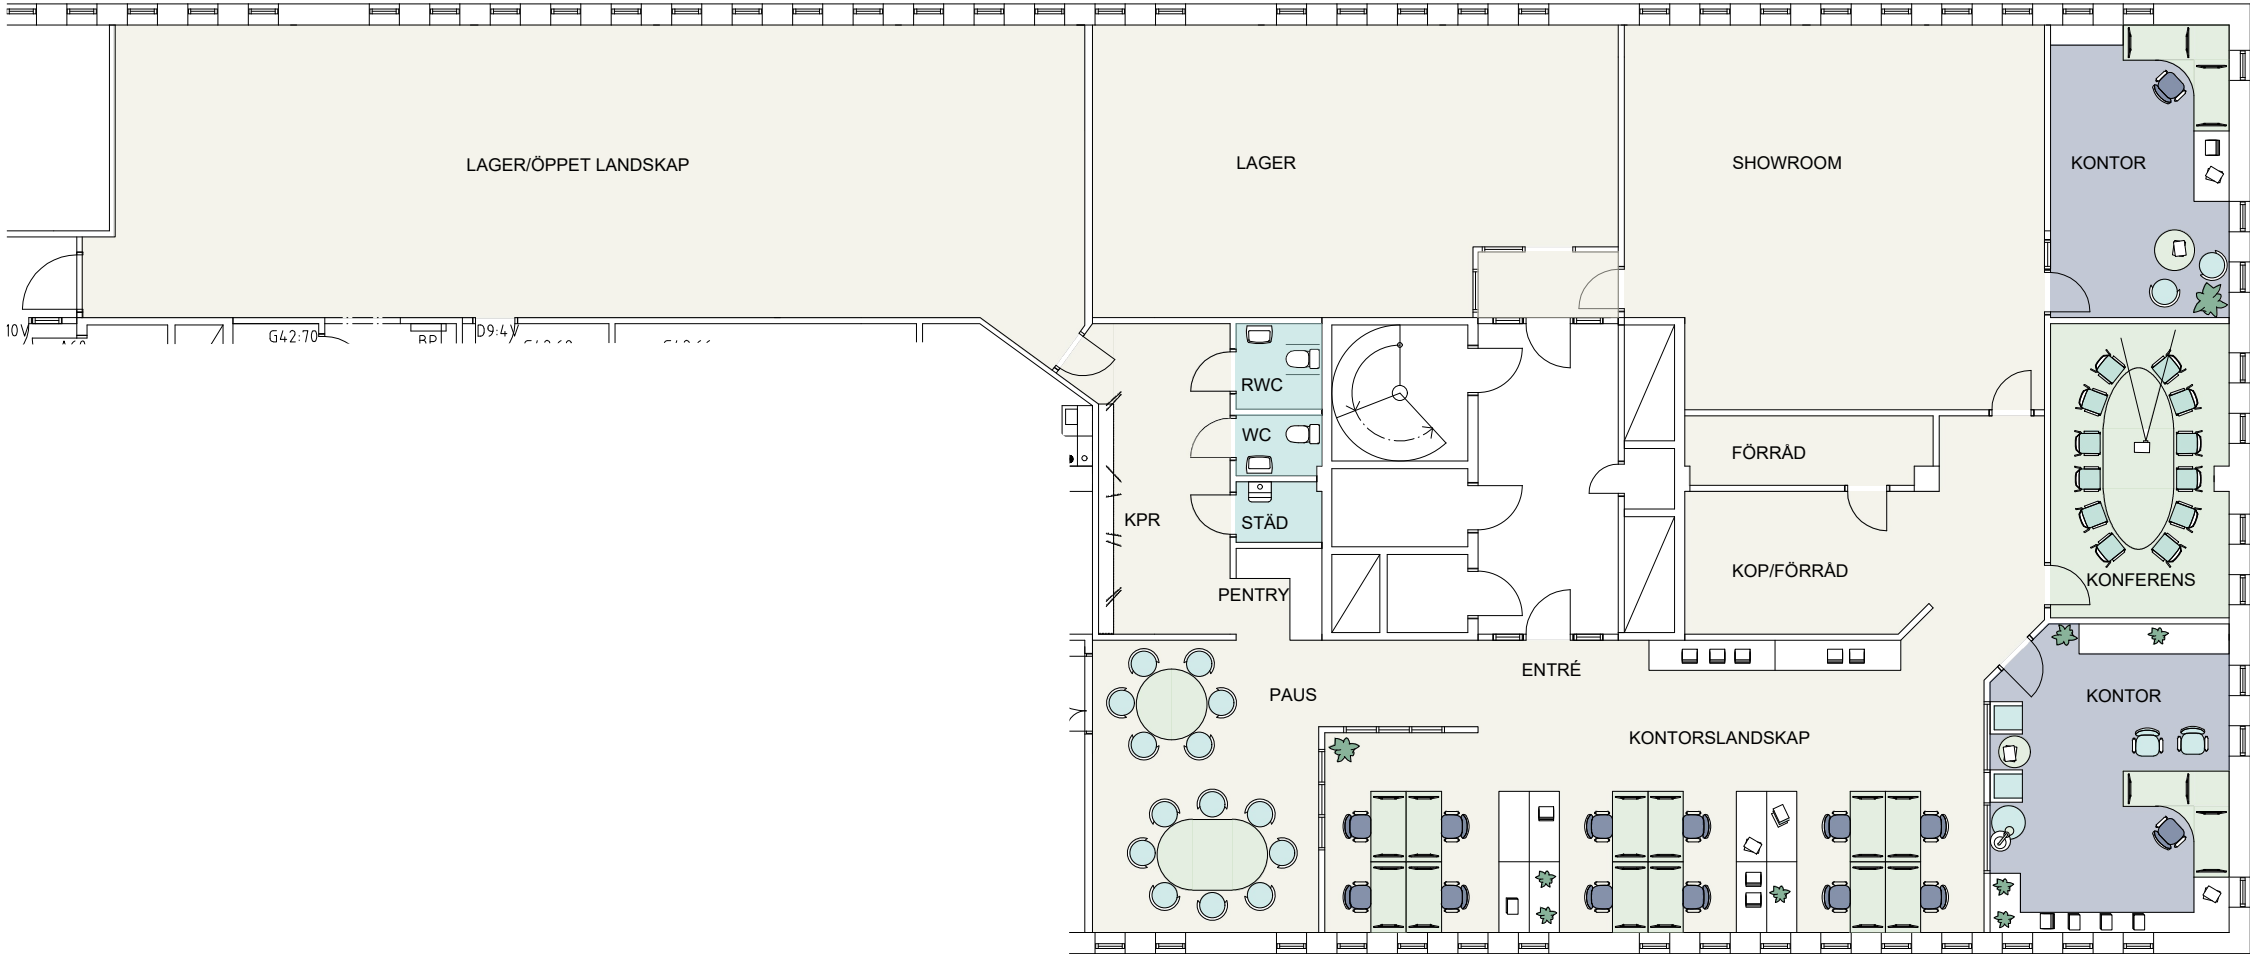 LAGER/ÖPPET LANDSKAP
LAGER
SHOWROOM
KONTOR
G42:70
BP
D9:4
RWC
WC
STÄD
KPR
PENTRY
FÖRRÅD
KOP/FÖRRÅD
KONFERENS
ENTRÉ
PAUS
KONTORSLANDSKAP
KONTOR